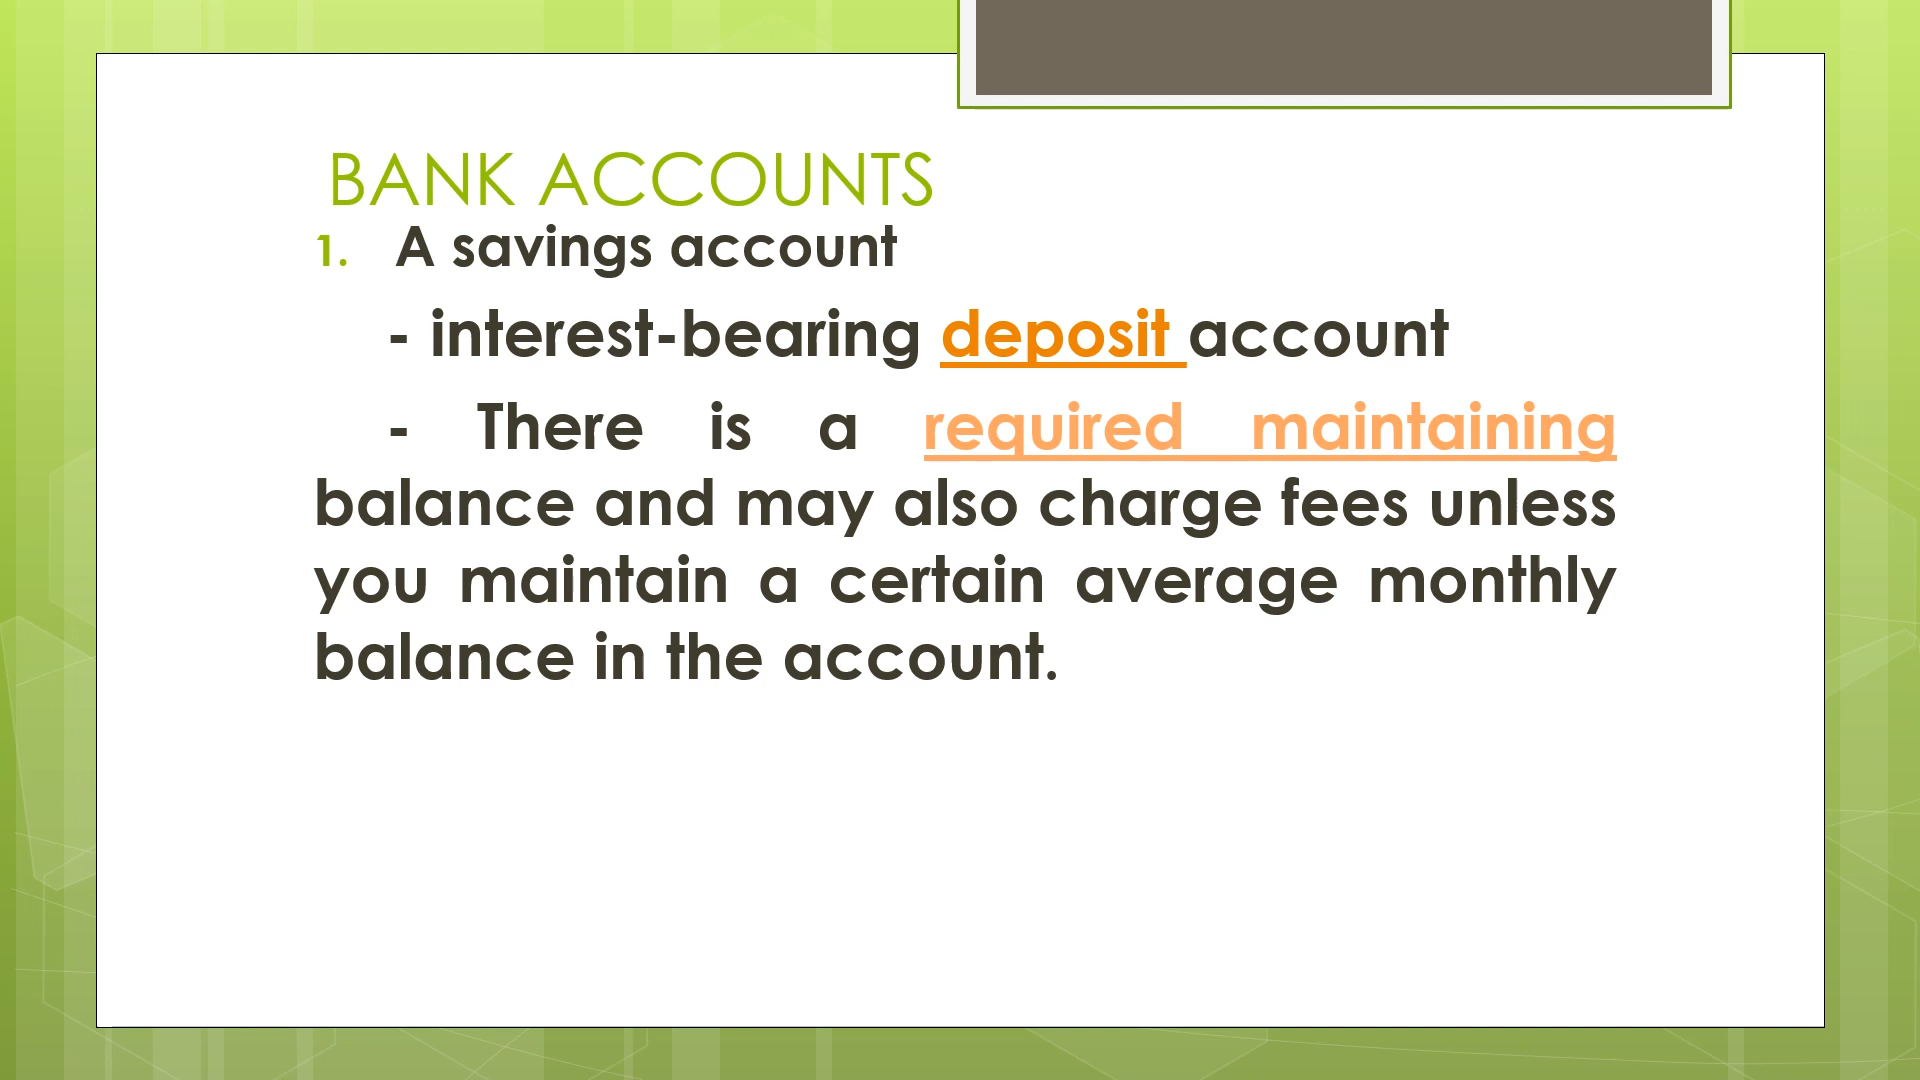 BANK ACCOUNTS
1. A savings account
- interest-bearing deposit account
- There is a required maintaining
balance and may also charge fees unless
you maintain a certain average monthly
balance in the account.